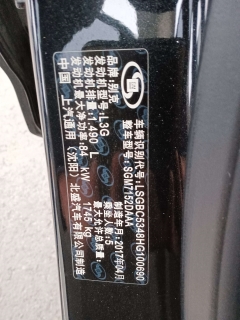 品牌：别克
车辆识别代号：LSGBC5348HG100690
发动机型号：L3G
整车型号：SGM7152DAAA
发动机排量：1.490 L
制造年月：2017年04月
发动机最大净功率：84 kW
乘坐人数：5
最大允许总质量：1745 kg
中国 上汽通用（沈阳）北盛汽车有限公司制造